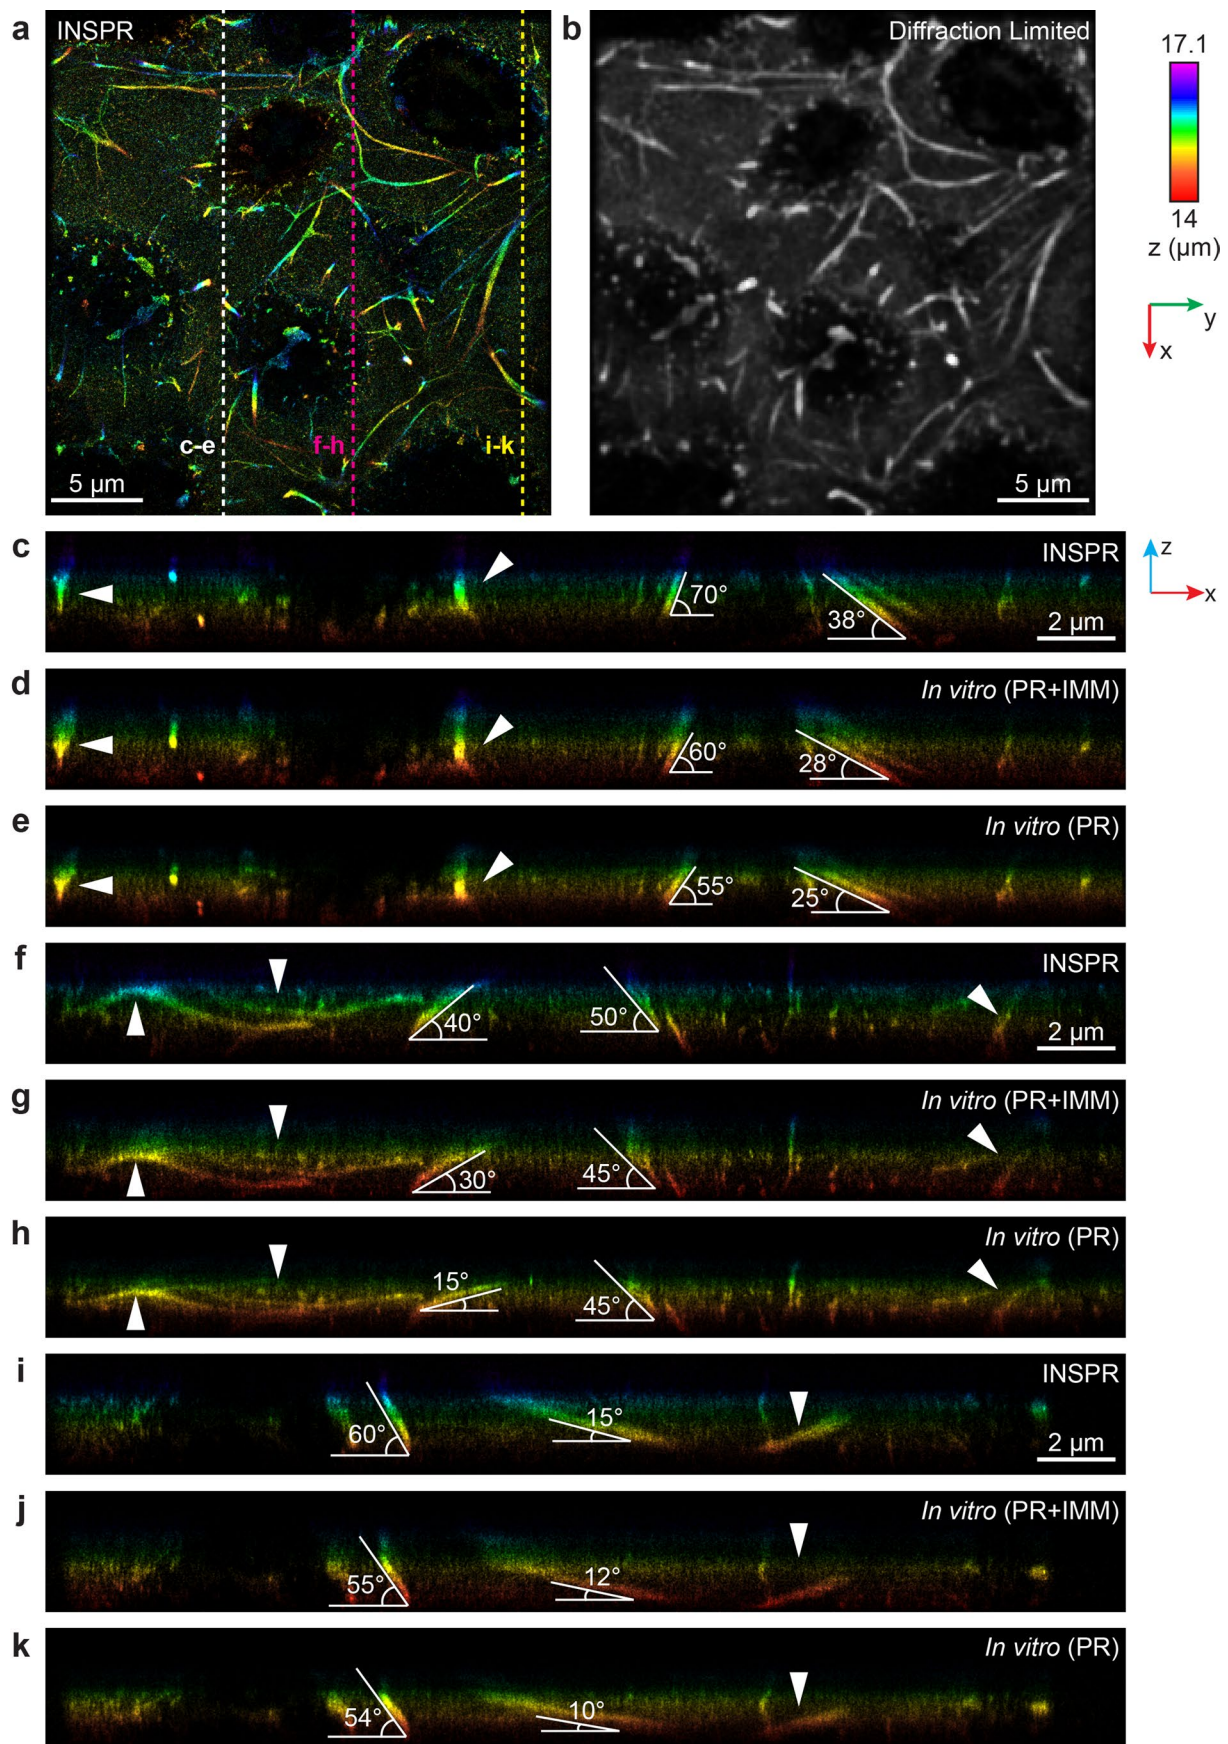 a
INSPR
c-e
f-h
i-k
5 μm
b
Diffraction Limited
5 μm
17.1
14
z (μm)
y
x
c
INSPR
70°
38°
2 μm
z
x
d
In vitro (PR+IMM)
60°
28°
e
In vitro (PR)
55°
25°
f
INSPR
40°
50°
2 μm
g
In vitro (PR+IMM)
30°
45°
h
In vitro (PR)
15°
45°
i
INSPR
60°
15°
2 μm
j
In vitro (PR+IMM)
55°
12°
k
In vitro (PR)
54°
10°